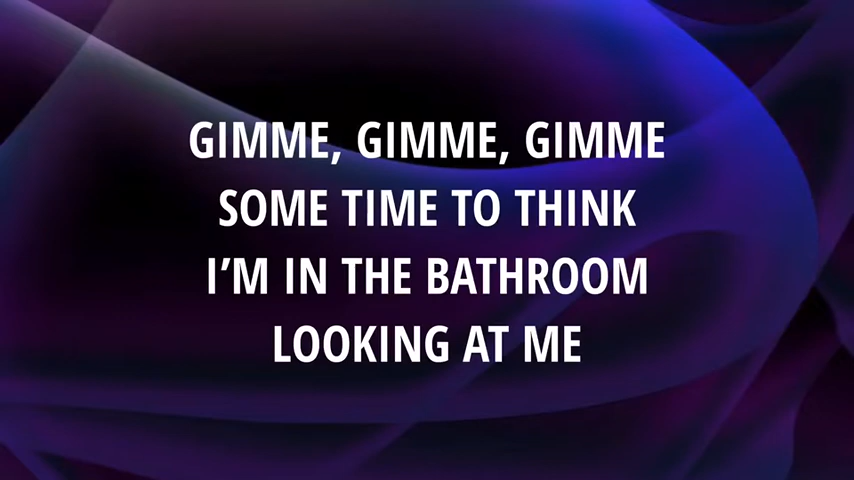 GIMME, GIMME, GIMME
SOME TIME TO THINK
I’M IN THE BATHROOM
LOOKING AT ME